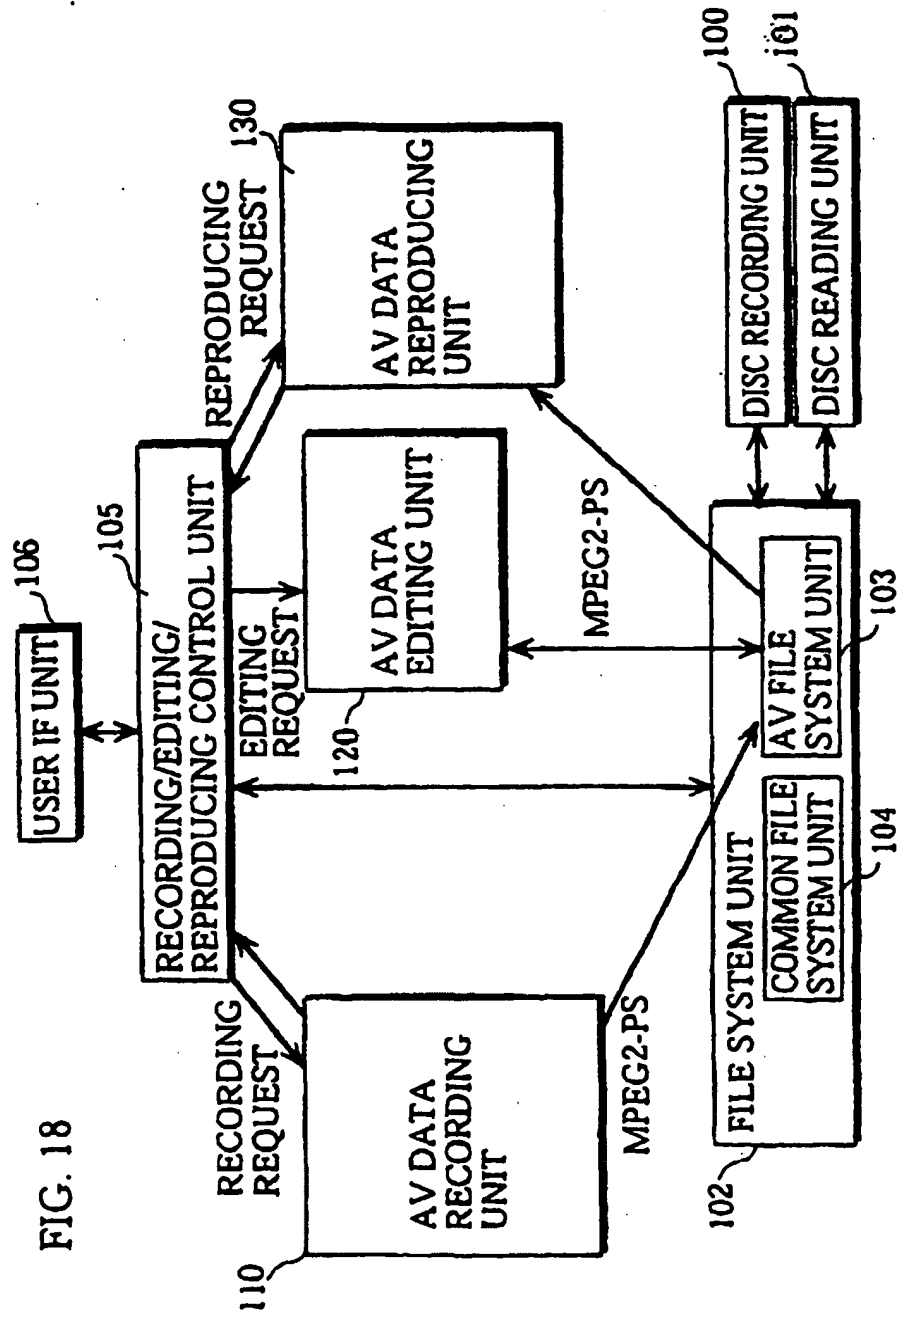 FIG. 18
USER IF UNIT
106
105
RECORDING/EDITING/
REPRODUCING CONTROL UNIT
RECORDING
REQUEST
EDITING
REQUEST
REPRODUCING
REQUEST
110
AV DATA
RECORDING
UNIT
120
AV DATA
EDITING UNIT
130
AV DATA
REPRODUCING
UNIT
MPEG2-PS
MPEG2-PS
102
FILE SYSTEM UNIT
COMMON FILE
SYSTEM UNIT
104
AV FILE
SYSTEM UNIT
103
DISC RECORDING UNIT
100
DISC READING UNIT
101